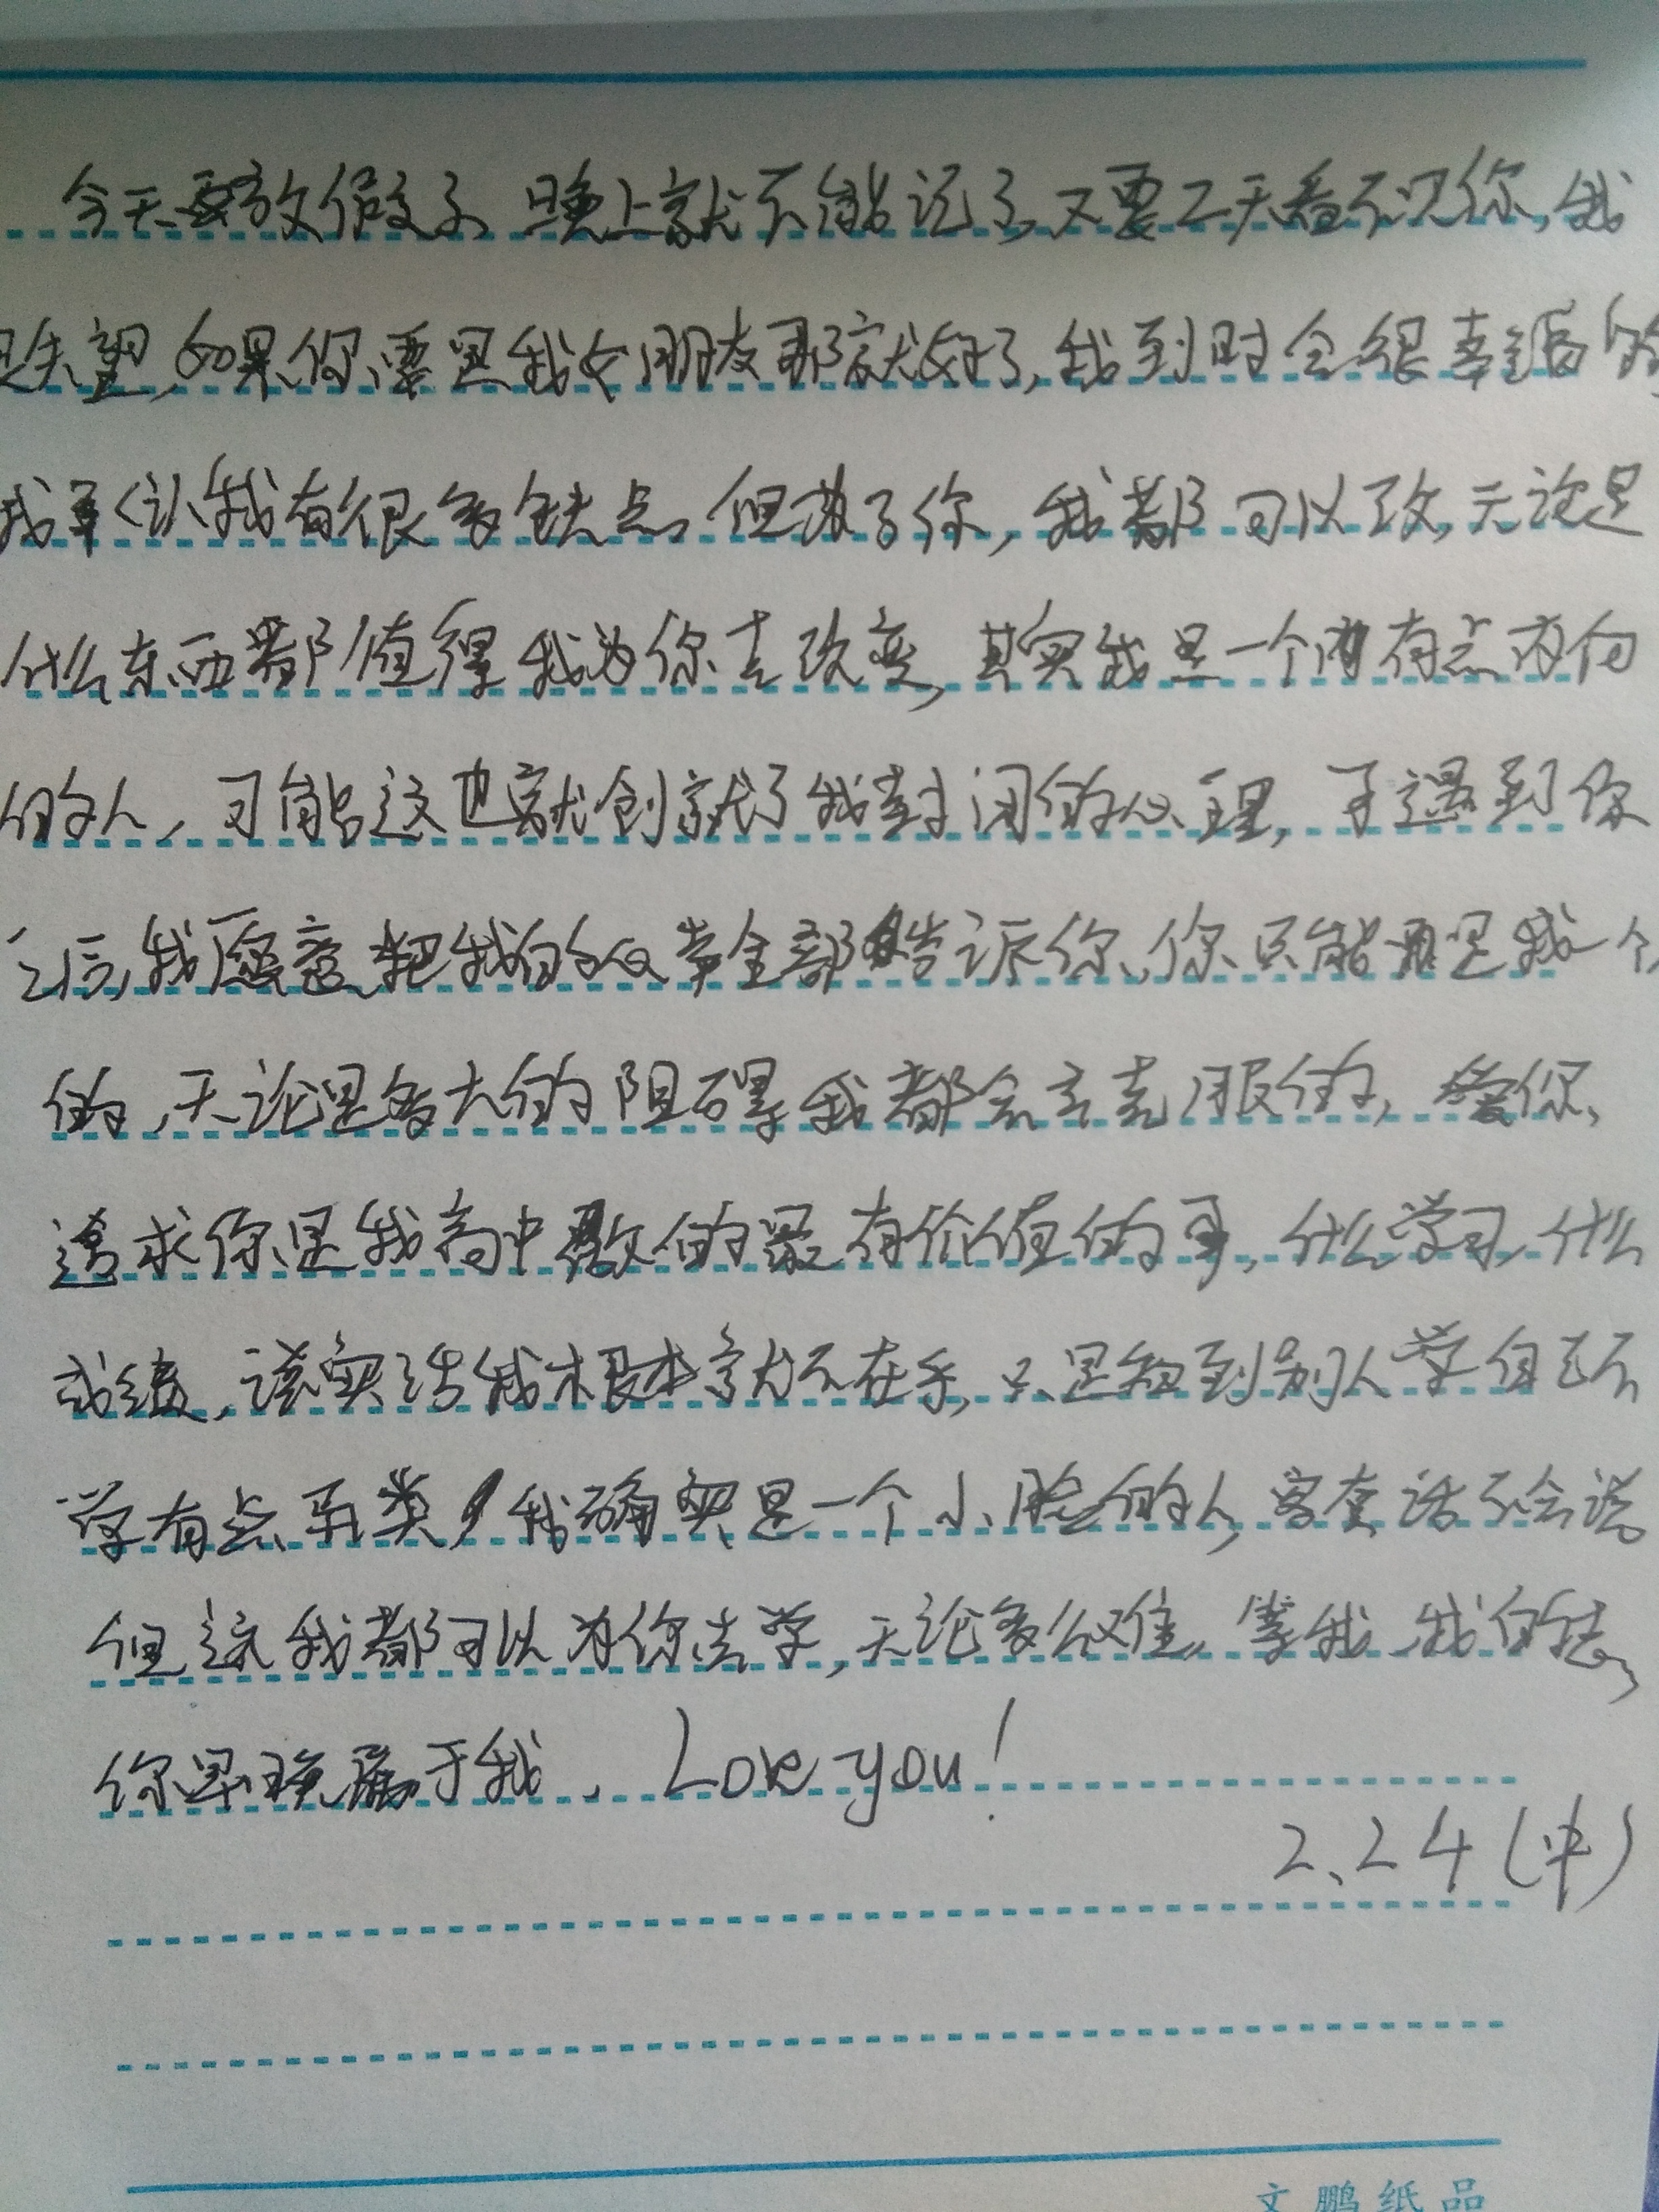 今天要放假了,晚上就不能记了,又要二天看不见你,我
失望,如果你要是我女朋友那就好了,我到时会很幸福的
我承认我有很多缺点,但为了你,我都可以改,无论是
什么东西都值得我为你去改变,其实我是一个有点内向
的人,可能这也就创就了我封闭的心理,于遇到你
之后,我愿意把我的心事全部告诉你,你只能是我一个
的,无论是多大的阻碍我都会去克服的,爱你、
追求你是我高中做的最有价值的事,什么学习,什么
成绩,说实话我根本就不在乎,只是看到别人学自己不
学有点另类,我确实是一个小胆的人,客套话不会说
但这我都可以为你去学,无论多么难,等我,我的
你早晚属于我. Love you!
2.24(中)
文鹏纸品